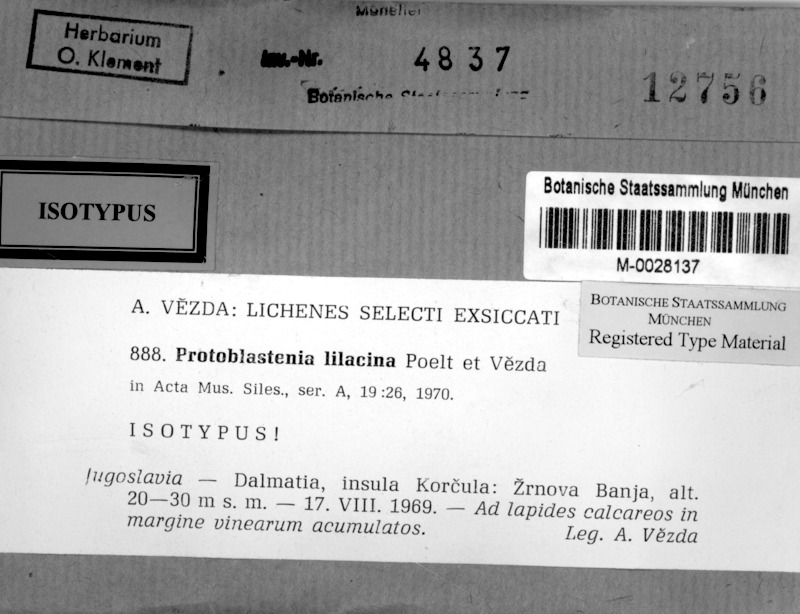 München
Herbarium
O. Klement
Inv.-Nr. 4837
Botanische Staatssammlung
12756
ISOTYPUS
Botanische Staatssammlung München
M-0028137
BOTANISCHE STAATSSAMMLUNG
MÜNCHEN
Registered Type Material
A. VĚZDA: LICHENES SELECTI EXSICCATI
888. Protoblastenia lilacina Poelt et Vězda
in Acta Mus. Siles., ser. A, 19:26, 1970.
ISOTYPUS!
Jugoslavia — Dalmatia, insula Korčula: Žrnova Banja, alt.
20—30 m s. m. — 17. VIII. 1969. — Ad lapides calcareos in
margine vinearum acumulatos. Leg. A. Vězda